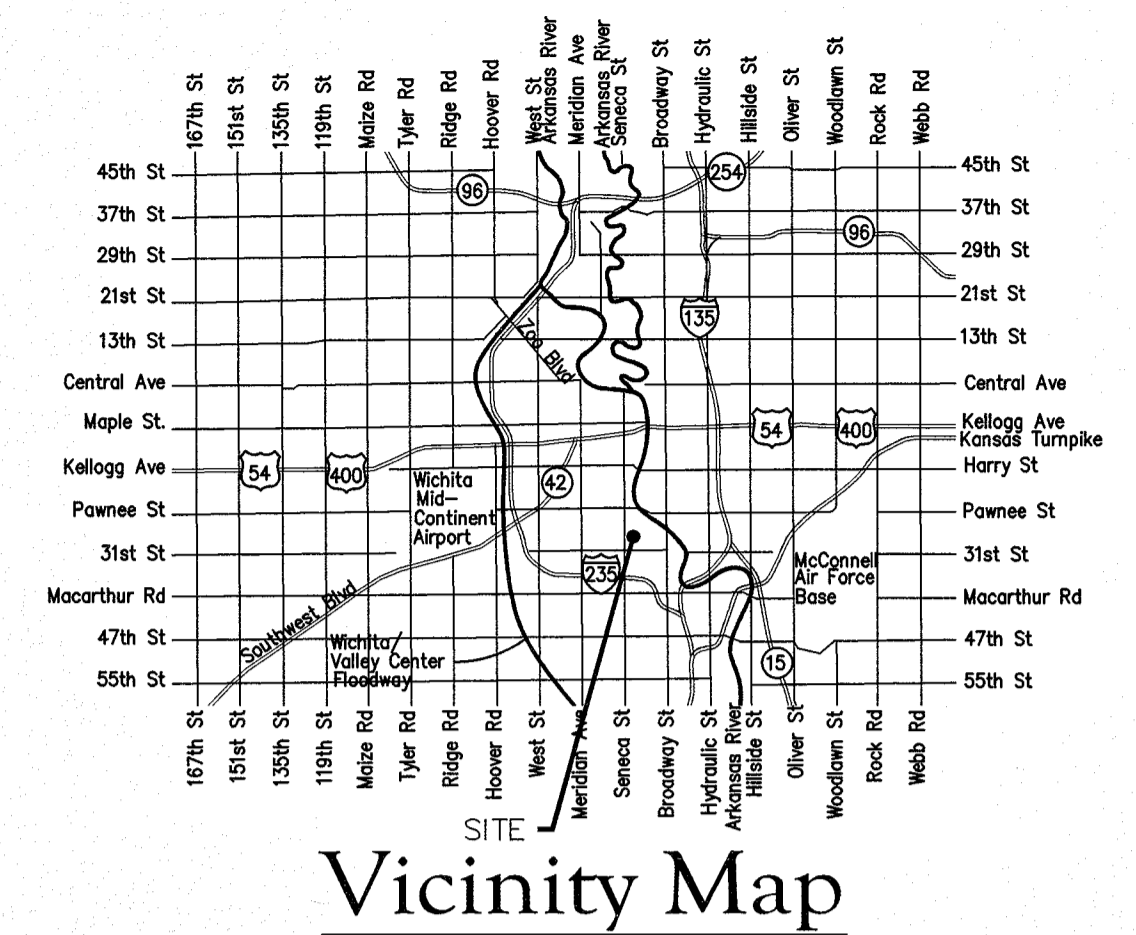 167th St
151st St
135th St
119th St
Maize Rd
Tyler Rd
Ridge Rd
Hoover Rd
West St
Arkansas River
Meridian Ave
Arkansas River
Seneca St
Broadway St
Hydraulic St
Hillside St
Oliver St
Woodlawn St
Rock Rd
Webb Rd
45th St
254
45th St
96
37th St
37th St
96
29th St
29th St
21st St
21st St
135
Zoo Blvd
13th St
13th St
Central Ave
Central Ave
Maple St.
54
400
Kellogg Ave
Kansas Turnpike
Kellogg Ave
54
400
Harry St
Wichita
Mid-
Continent
Airport
42
Pawnee St
Pawnee St
31st St
31st St
McConnell
Air Force
Base
235
Macarthur Rd
Macarthur Rd
Southwest Blvd
47th St
47th St
Wichita/
Valley Center
Floodway
15
55th St
55th St
167th St
151st St
135th St
119th St
Maize Rd
Tyler Rd
Ridge Rd
Hoover Rd
West St
Meridian Ave
Seneca St
Broadway St
Hydraulic St
Arkansas River
Hillside St
Oliver St
Woodlawn St
Rock Rd
Webb Rd
SITE
Vicinity Map